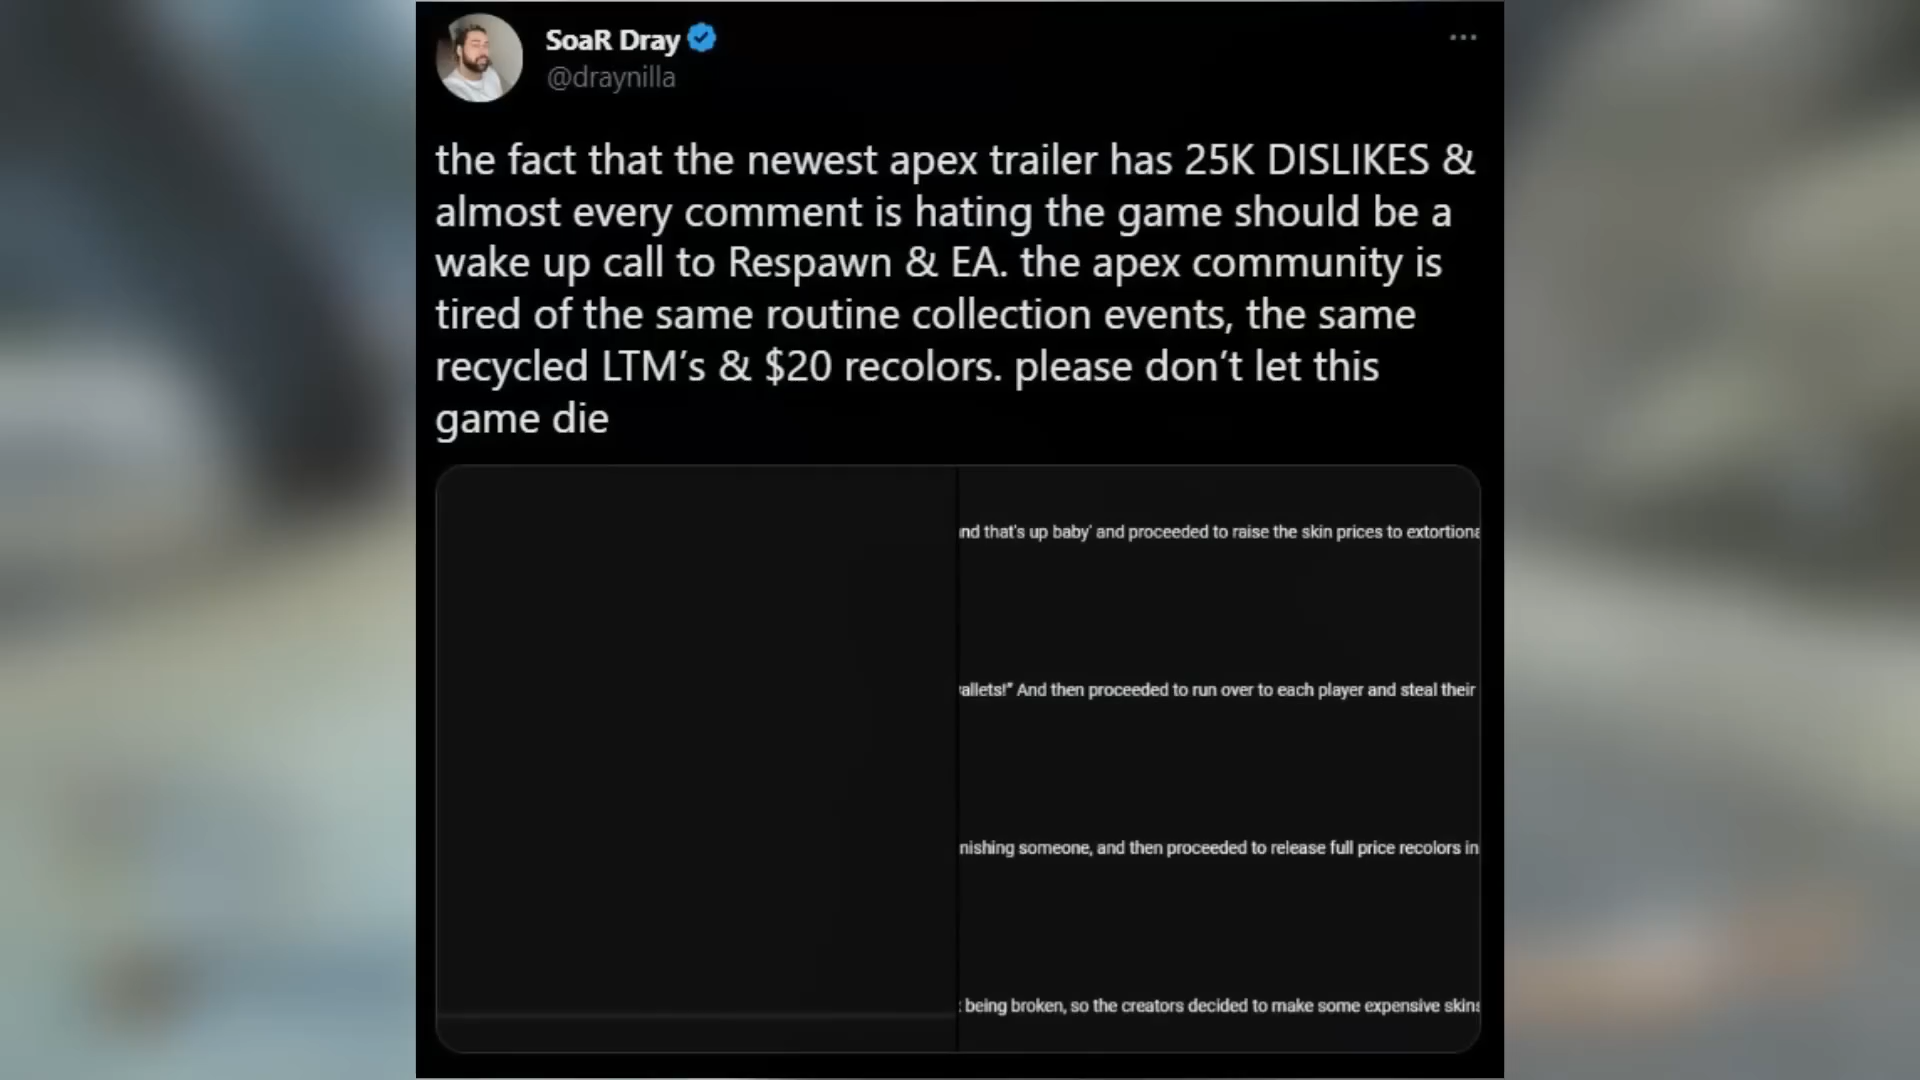 SoaR Dray
@draynilla
the fact that the newest apex trailer has 25K DISLIKES &
almost every comment is hating the game should be a
wake up call to Respawn & EA. the apex community is
tired of the same routine collection events, the same
recycled LTM’s & $20 recolors. please don’t let this
game die
that's up baby' and proceeded to raise the skin prices to
And then proceeded to run over to each player and steal their
someone, and then proceeded to release full price recolors in
being broken, so the creators decided to make some expensive skins